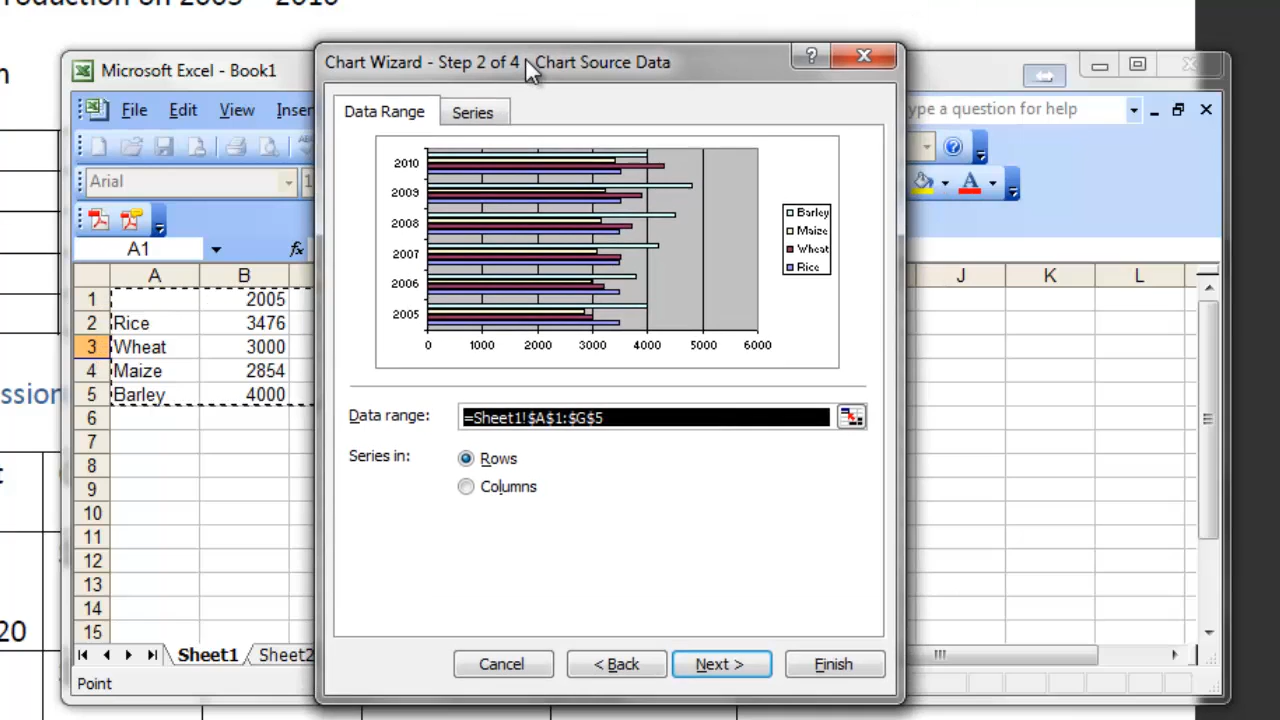 roduction on 2005 – 2010
Microsoft Excel - Book1
Chart Wizard - Step 2 of 4 - Chart Source Data
?
File Edit View Inser
ype a question for help
Data Range Series
Arial
A1
fx
A B J K L
1 2005
2 Rice 3476
3 Wheat 3000
4 Maize 2854
5 Barley 4000
6
7
8
9
10
11
12
13
14
15
2010
2009
2008
2007
2006
2005
0 1000 2000 3000 4000 5000 6000
Barley
Maize
Wheat
Rice
Data range: =Sheet1!$A$1:$G$5
Series in: Rows
Columns
ssion
20
Sheet1 Sheet2
Cancel < Back Next > Finish
Point